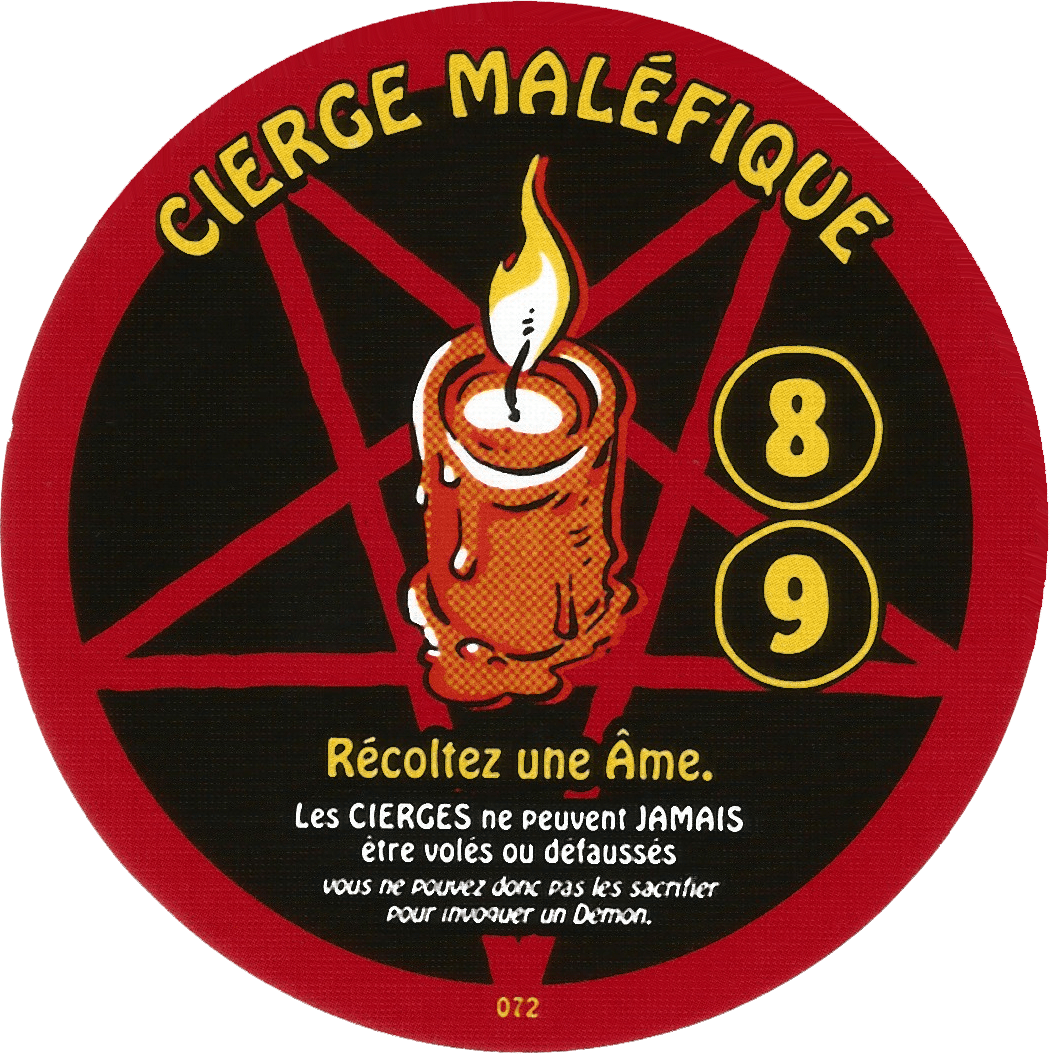 CIERGE MALÉFIQUE
8
9
Récoltez une Âme.
Les CIERGES ne peuvent JAMAIS
être volés ou défaussés
vous ne pouvez donc pas les sacrifier
pour invoquer un Démon.
072